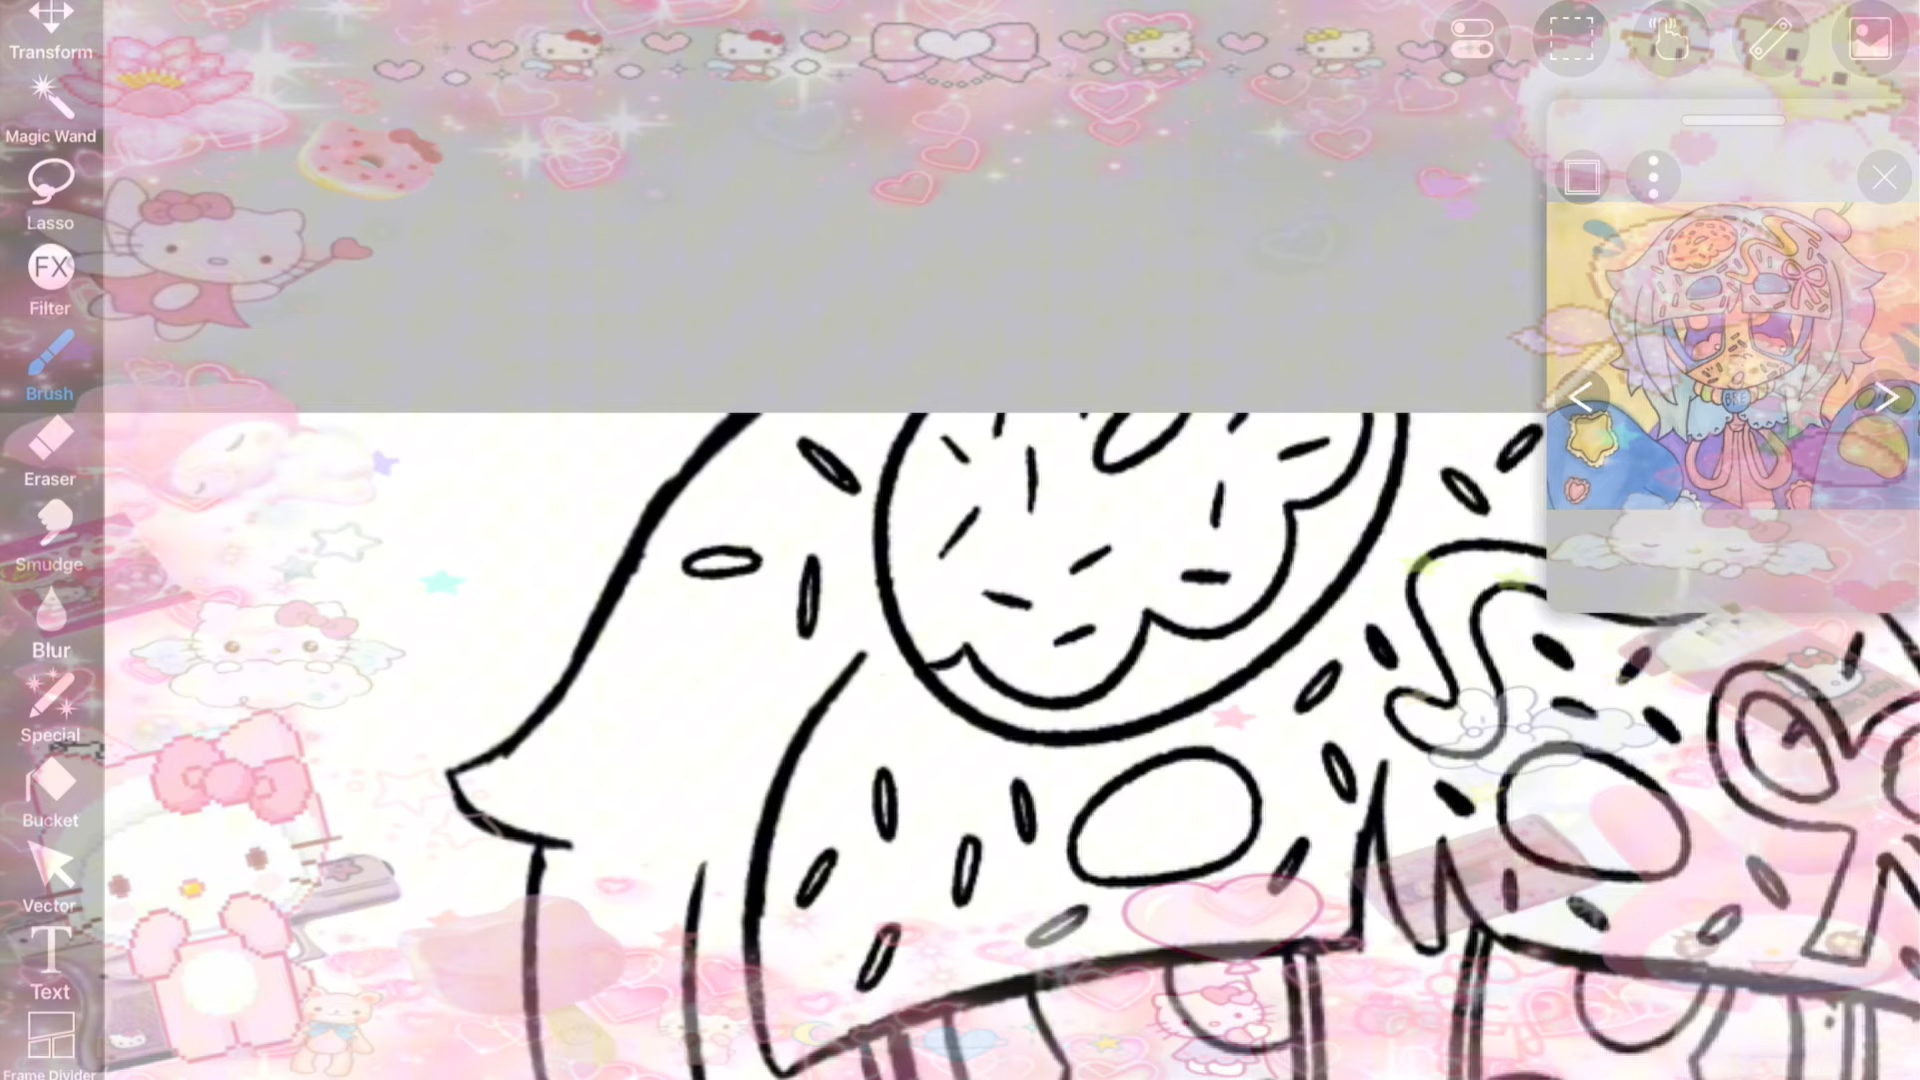 Transform
Magic Wand
Lasso
FX
Filter
Brush
Eraser
Smudge
Blur
Special
Bucket
Vector
T
Text
Frame Divider